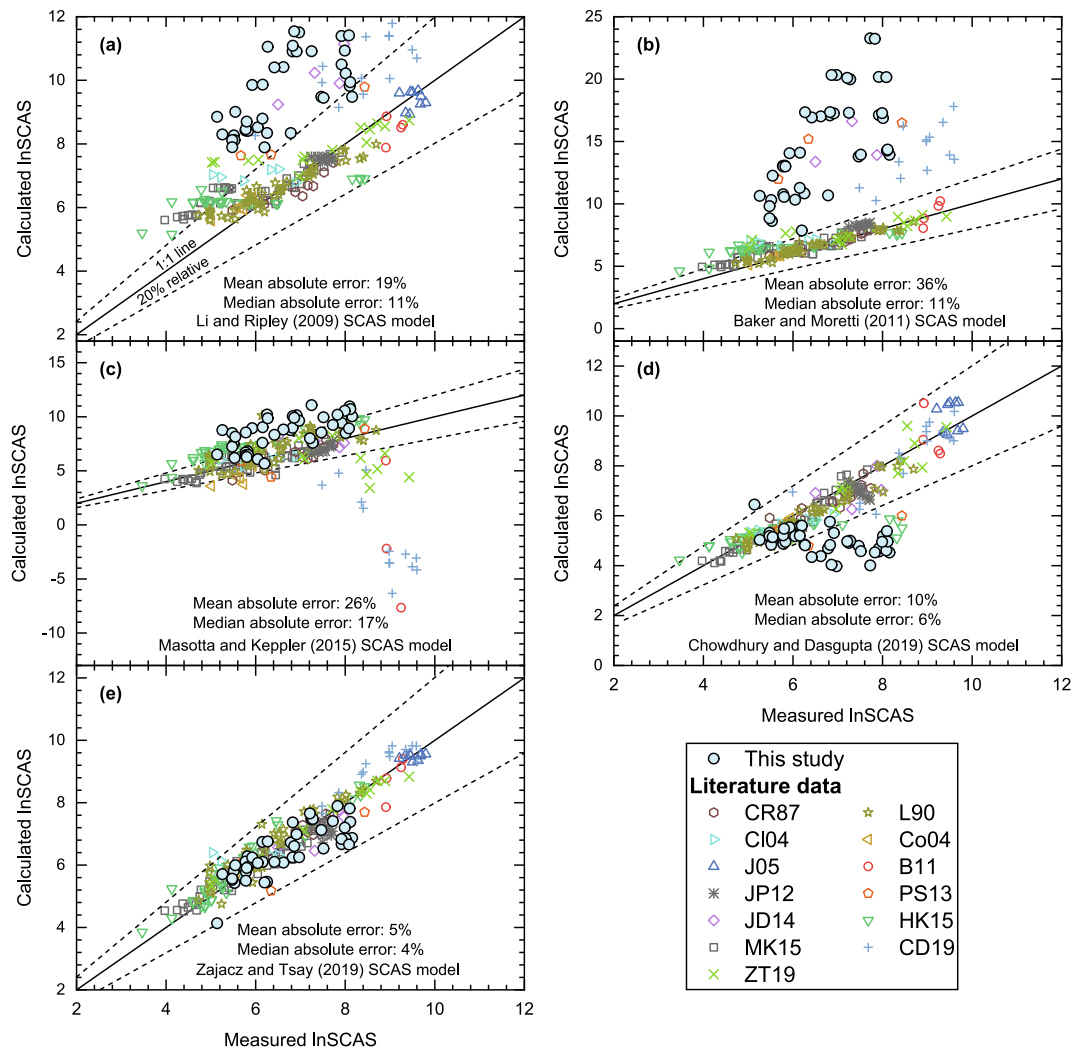 (a)
12
10
8
6
4
2
Calculated lnSCAS
1:1 line
20% relative
Mean absolute error: 19%
Median absolute error: 11%
Li and Ripley (2009) SCAS model
(b)
25
20
15
10
5
0
Calculated lnSCAS
Mean absolute error: 36%
Median absolute error: 11%
Baker and Moretti (2011) SCAS model
(c)
15
10
5
0
-5
-10
Calculated lnSCAS
Mean absolute error: 26%
Median absolute error: 17%
Masotta and Keppler (2015) SCAS model
(d)
12
10
8
6
4
2
0
Calculated lnSCAS
Mean absolute error: 10%
Median absolute error: 6%
Chowdhury and Dasgupta (2019) SCAS model
2 4 6 8 10 12
Measured lnSCAS
(e)
12
10
8
6
4
2
Calculated lnSCAS
Mean absolute error: 5%
Median absolute error: 4%
Zajacz and Tsay (2019) SCAS model
2 4 6 8 10 12
Measured lnSCAS
This study
Literature data
CR87 L90
Cl04 Co04
J05 B11
JP12 PS13
JD14 HK15
MK15 CD19
ZT19